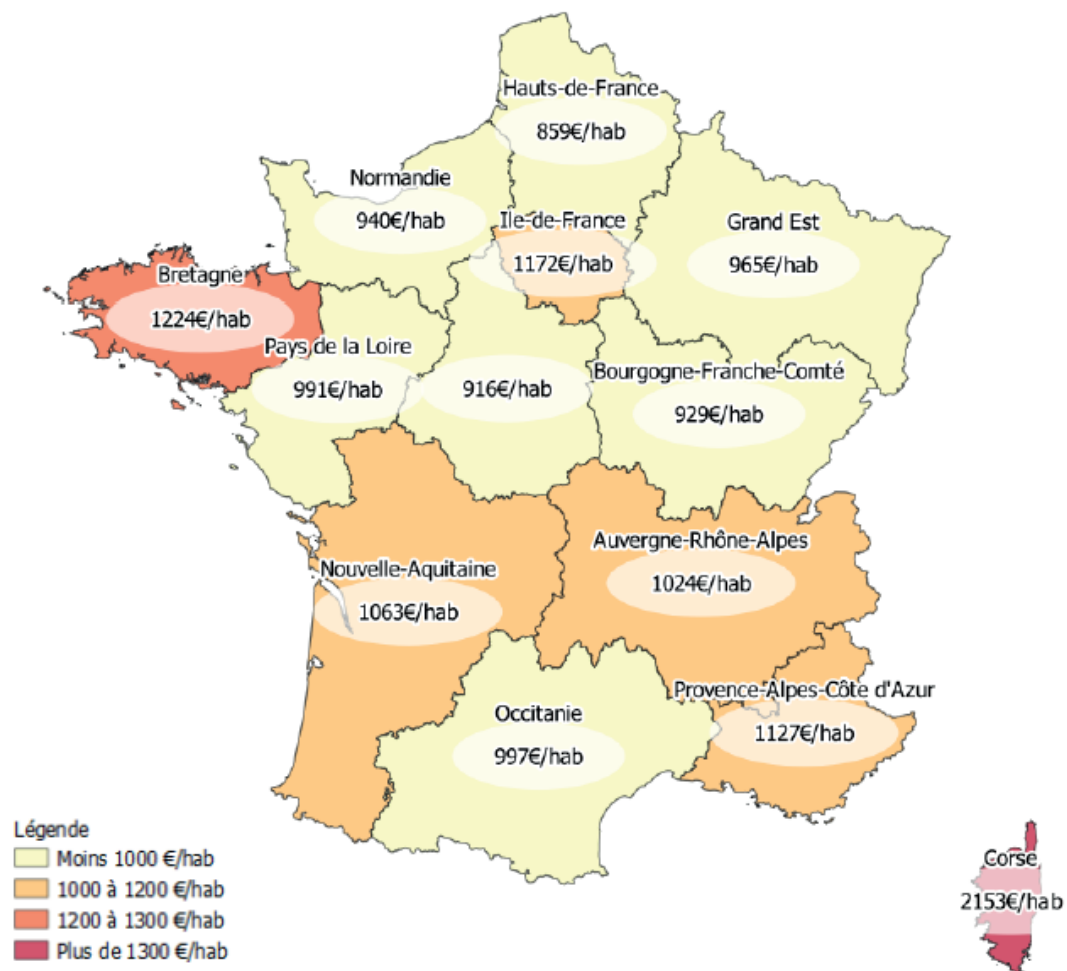 Hauts-de-France
859€/hab
Normandie
940€/hab
Ile-de-France
1172€/hab
Grand Est
965€/hab
Bretagne
1224€/hab
Pays de la Loire
991€/hab
916€/hab
Bourgogne-Franche-Comté
929€/hab
Auvergne-Rhône-Alpes
1024€/hab
Nouvelle-Aquitaine
1063€/hab
Provence-Alpes-Côte d'Azur
1127€/hab
Occitanie
997€/hab
Corse
2153€/hab
Légende
Moins 1000 €/hab
1000 à 1200 €/hab
1200 à 1300 €/hab
Plus de 1300 €/hab